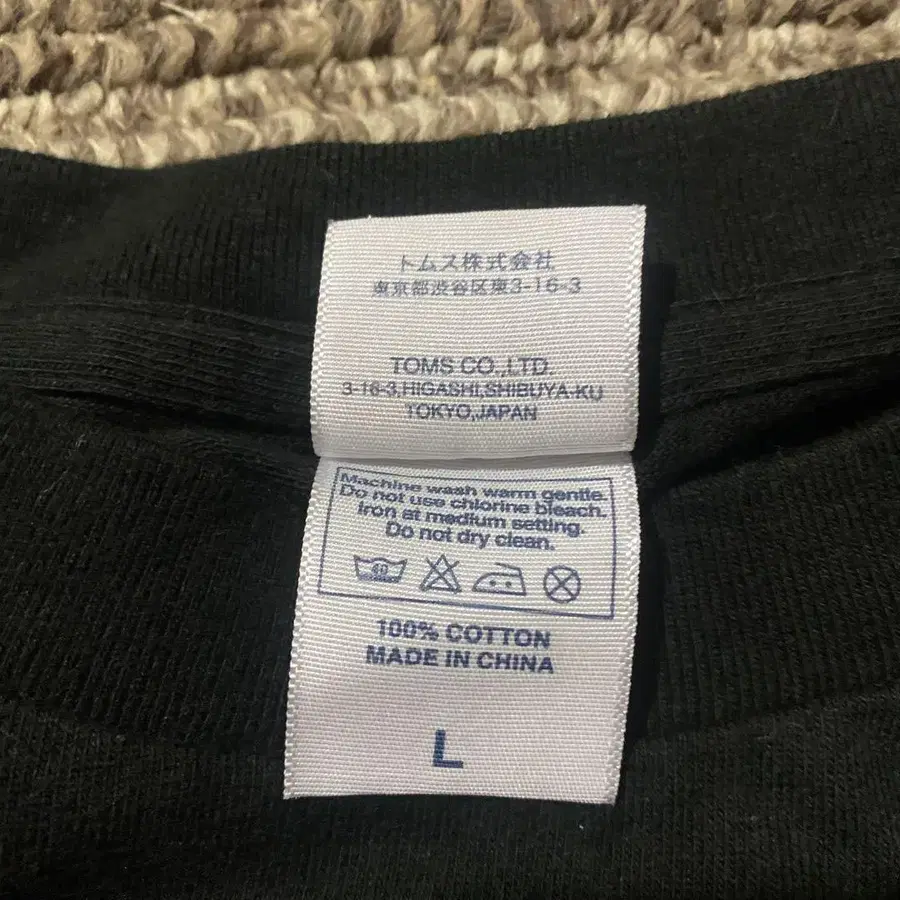 トムス株式会社
東京都渋谷区東3-16-3
TOMS CO.,LTD.
3-16-3,HIGASHI,SHIBUYA-KU
TOKYO,JAPAN
Machine wash warm gentle.
Do not use chlorine bleach.
Iron at medium setting.
Do not dry clean.
30
100% COTTON
MADE IN CHINA
L